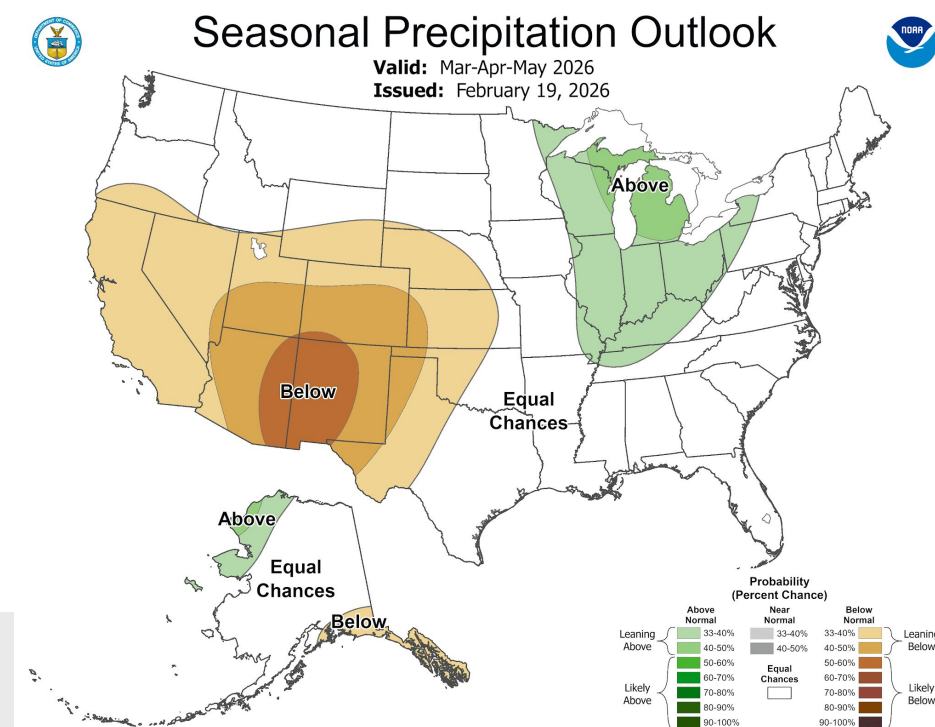 Seasonal Precipitation Outlook
Valid: Mar-Apr-May 2026
Issued: February 19, 2026
NOAA
Above
Below
Equal
Chances
Above
Equal
Chances
Below
Probability
(Percent Chance)
Above
Normal
Near
Normal
Below
Normal
Leaning
Above
33-40%
40-50%
33-40%
40-50%
33-40%
40-50%
Leaning
Below
Likely
Above
50-60%
60-70%
70-80%
80-90%
90-100%
Equal
Chances
50-60%
60-70%
70-80%
80-90%
90-100%
Likely
Below